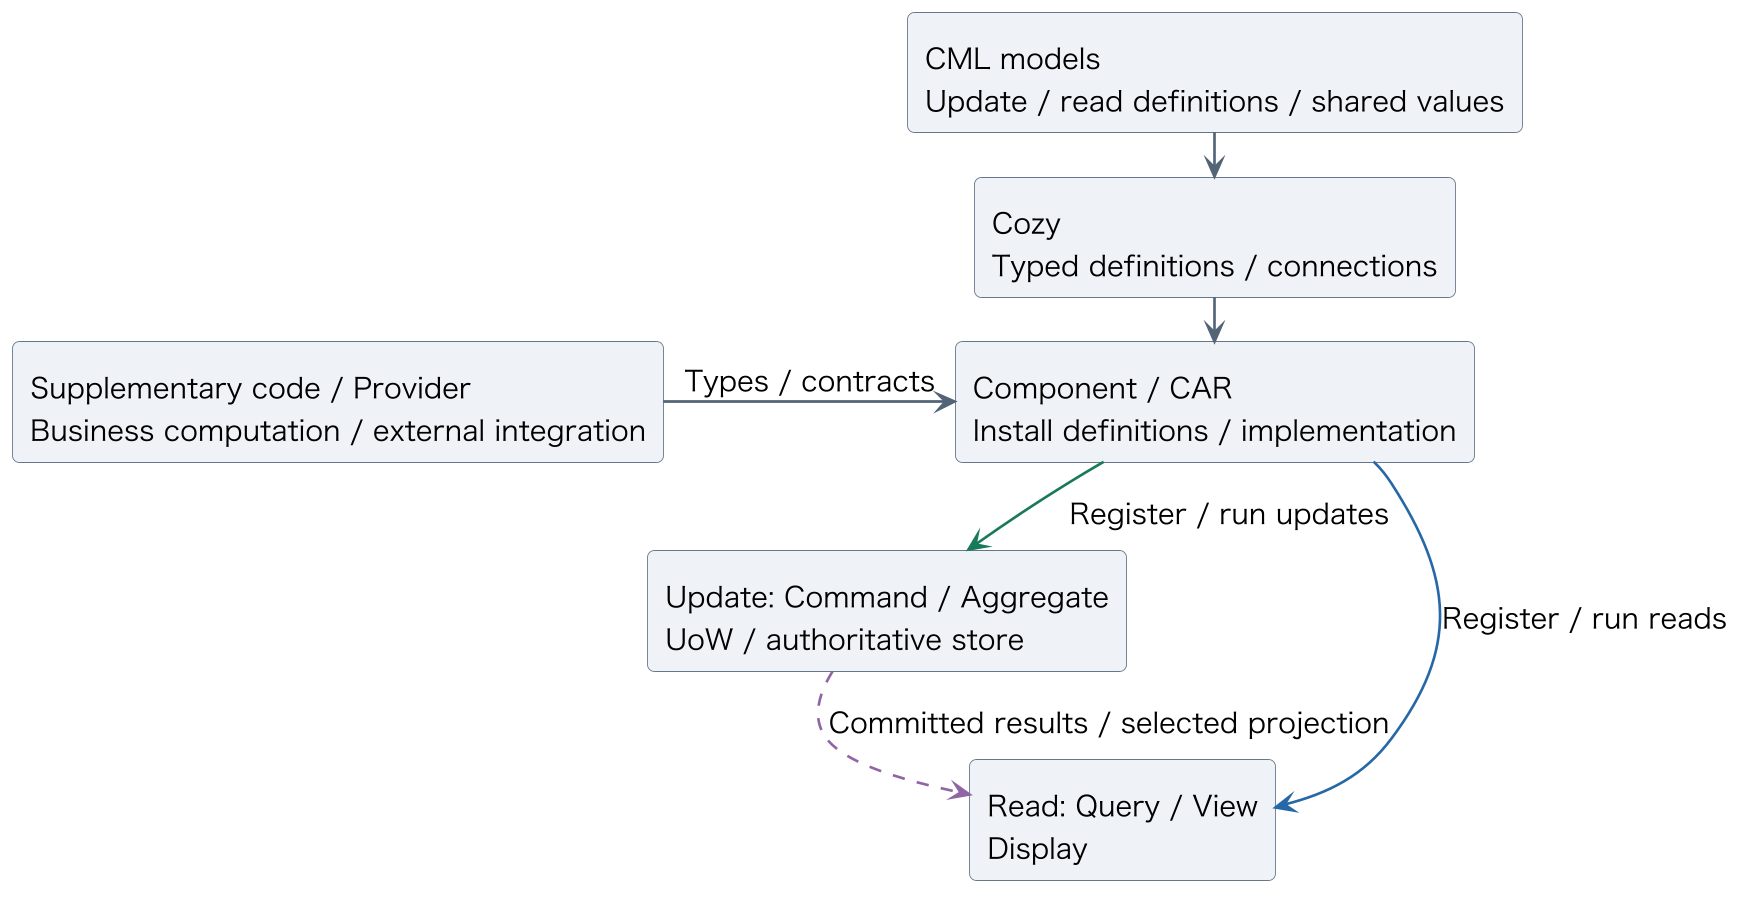 CML models
Update / read definitions / shared values
Cozy
Typed definitions / connections
Supplementary code / Provider
Business computation / external integration
Types / contracts
Component / CAR
Install definitions / implementation
Register / run updates
Update: Command / Aggregate
UoW / authoritative store
Register / run reads
Committed results / selected projection
Read: Query / View
Display